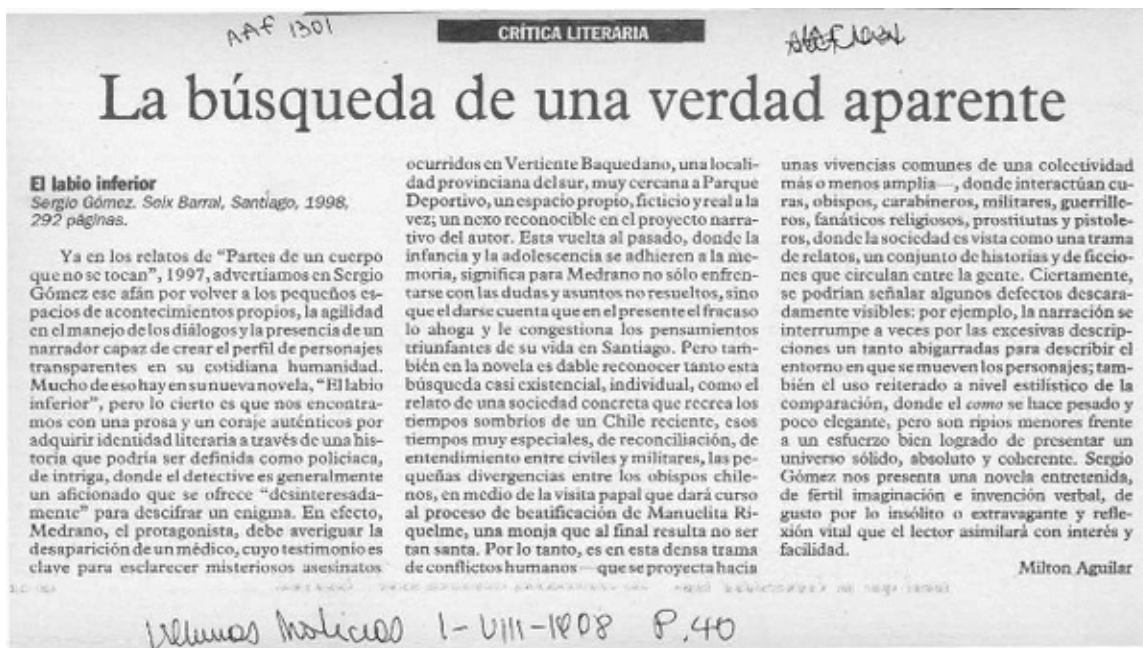 AAF 1301
CRÍTICA LITERARIA
La búsqueda de una verdad aparente
El labio inferior
Sergio Gómez. Seix Barral, Santiago, 1998,
292 páginas.
Ya en los relatos de “Partes de un cuerpo
que no se tocan”, 1997, advertíamos en Sergio
Gómez ese afán por volver a los pequeños es-
pacios de acontecimientos propios, la agilidad
en el manejo de los diálogos y la presencia de un
narrador capaz de crear el perfil de personajes
transparentes en su cotidiana humanidad.
Mucho de eso hay en su nueva novela, “El labio
inferior”, pero lo cierto es que nos encontra-
mos con una prosa y un coraje auténticos por
adquirir identidad literaria a través de una his-
toria que podría ser definida como policiaca,
de intriga, donde el detective es generalmente
un aficionado que se ofrece “desinteresada-
mente” para descifrar un enigma. En efecto,
Medrano, el protagonista, debe averiguar la
desaparición de un médico, cuyo testimonio es
clave para esclarecer misteriosos asesinatos
ocurridos en Vertiente Baquedano, una locali-
dad provinciana del sur, muy cercana a Parque
Deportivo, un espacio propio, ficticio y real a la
vez; un nexo reconocible en el proyecto narra-
tivo del autor. Esta vuelta al pasado, donde la
infancia y la adolescencia se adhieren a la me-
moria, significa para Medrano no sólo enfren-
tarse con las dudas y asuntos no resueltos, sino
que el darse cuenta que en el presente el fracaso
lo ahoga y le congestiona los pensamientos
triunfantes de su vida en Santiago. Pero tam-
bién en la novela es dable reconocer tanto esta
búsqueda casi existencial, individual, como el
relato de una sociedad concreta que recrea los
tiempos sombríos de un Chile reciente, esos
tiempos muy especiales, de reconciliación, de
entendimiento entre civiles y militares, las pe-
queñas divergencias entre los obispos chile-
nos, en medio de la visita papal que dará curso
al proceso de beatificación de Manuelita Ri-
quelme, una monja que al final resulta no ser
tan santa. Por lo tanto, es en esta densa trama
de conflictos humanos —que se proyecta hacia
unas vivencias comunes de una colectividad
más o menos amplia—, donde interactúan cu-
ras, obispos, carabineros, militares, guerrille-
ros, fanáticos religiosos, prostitutas y pistole-
ros, donde la sociedad es vista como una trama
de relatos, un conjunto de historias y de ficcio-
nes que circulan entre la gente. Ciertamente,
se podrían señalar algunos defectos descara-
damente visibles: por ejemplo, la narración se
interrumpe a veces por las excesivas descrip-
ciones un tanto abigarradas para describir el
entorno en que se mueven los personajes; tam-
bién el uso reiterado a nivel estilístico de la
comparación, donde el como se hace pesado y
poco elegante, pero son ripios menores frente
a un esfuerzo bien logrado de presentar un
universo sólido, absoluto y coherente. Sergio
Gómez nos presenta una novela entretenida,
de fértil imaginación e invención verbal, de
gusto por lo insólito o extravagante y refle-
xión vital que el lector asimilará con interés y
facilidad.
Milton Aguilar
Noticias 1-VIII-1998 P.40